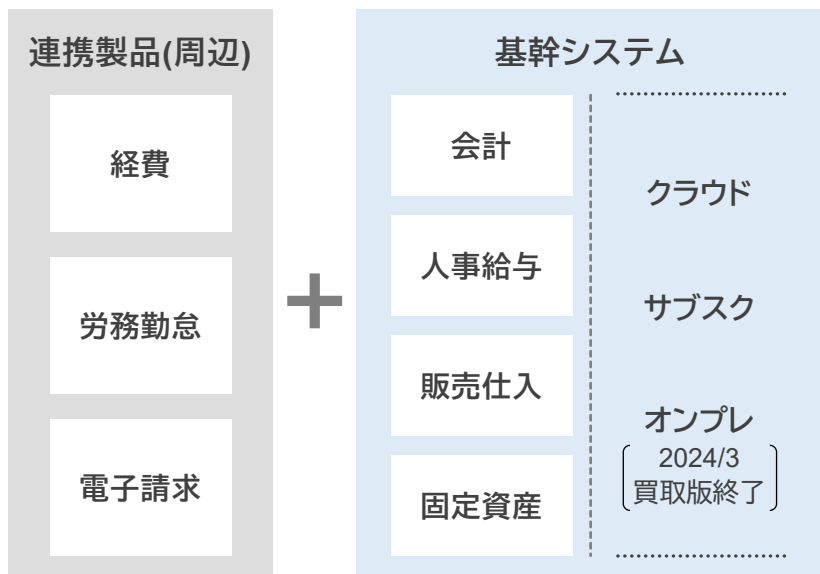 連携製品(周辺)
経費
労務勤怠
電子請求
+
基幹システム
会計
人事給与
販売仕入
固定資産
クラウド
サブスク
オンプレ
2024/3
買取版終了